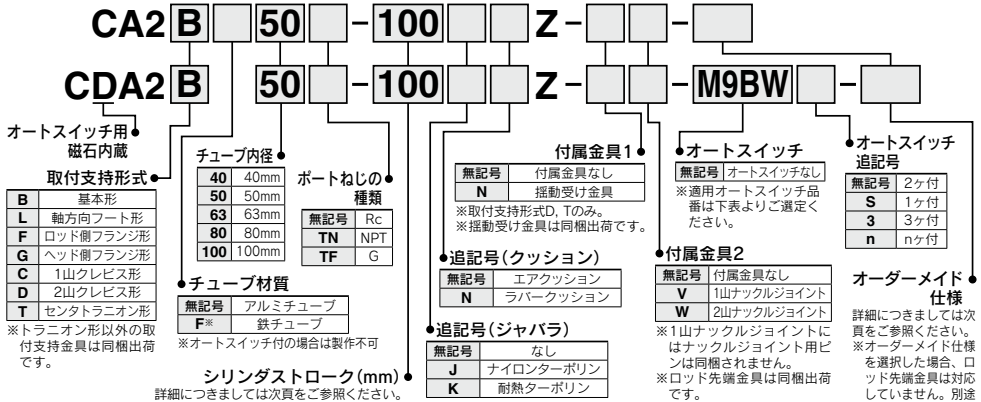 CA2 B 50 - 100 Z - -
CDA2 B 50 - 100 Z - - M9BW -
オートスイッチ用
磁石内蔵
取付支持形式
B 基本形
L 軸方向フート形
F ロッド側フランジ形
G ヘッド側フランジ形
C 1山クレビス形
D 2山クレビス形
T センタトラニオン形
※トラニオン形以外の取
付支持金具は同梱出荷
です。
チューブ内径
40 40mm
50 50mm
63 63mm
80 80mm
100 100mm
ポートねじの
種類
無記号 Rc
TN NPT
TF G
チューブ材質
無記号 アルミチューブ
F※ 鉄チューブ
※オートスイッチ付の場合は製作不可
シリンダストローク(mm)
詳細につきましては次頁をご参照ください。
付属金具1
無記号 付属金具なし
N 揺動受け金具
※取付支持形式D, Tのみ。
※揺動受け金具は同梱出荷です。
追記号(クッション)
無記号 エアクッション
N ラバークッション
追記号(ジャバラ)
無記号 なし
J ナイロンターポリン
K 耐熱ターポリン
オートスイッチ
無記号 オートスイッチなし
※適用オートスイッチ品
番は下表よりご選定く
ださい。
付属金具2
無記号 付属金具なし
V 1山ナックルジョイント
W 2山ナックルジョイント
※1山ナックルジョイントに
はナックルジョイント用ピ
ンは同梱されません。
※ロッド先端金具は同梱出荷
です。
オートスイッチ
追記号
無記号 2ヶ付
S 1ヶ付
3 3ヶ付
n nヶ付
オーダーメイド
仕様
詳細につきましては次
頁をご参照ください。
※オーダーメイド仕様
を選択した場合、ロ
ッド先端金具は対応
していません。別途